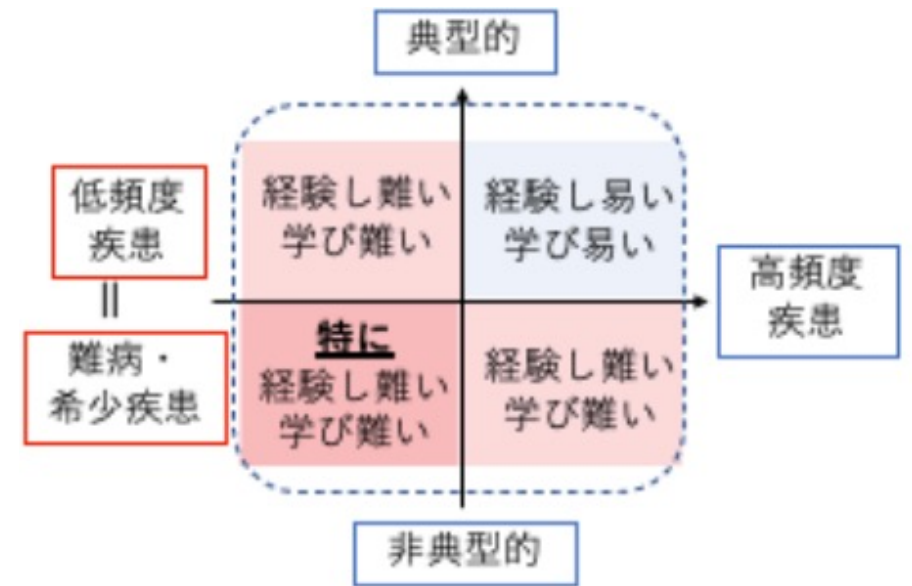 典型的
低頻度
疾患
||
難病・
希少疾患
経験し難い
学び難い
経験し易い
学び易い
特に
経験し難い
学び難い
経験し難い
学び難い
高頻度
疾患
非典型的